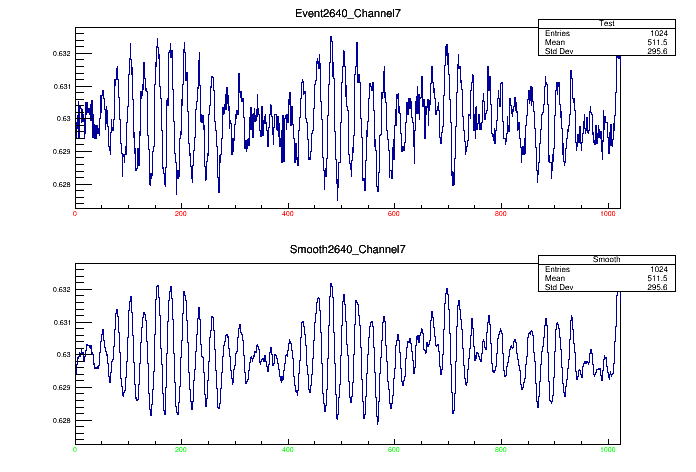 Event2640_Channel7
Test
Entries 1024
Mean 511.5
Std Dev 295.6
0.632
0.631
0.63
0.629
0.628
0 200 400 600 800 1000
Smooth2640_Channel7
Smooth
Entries 1024
Mean 511.5
Std Dev 295.6
0.632
0.631
0.63
0.629
0.628
0 200 400 600 800 1000